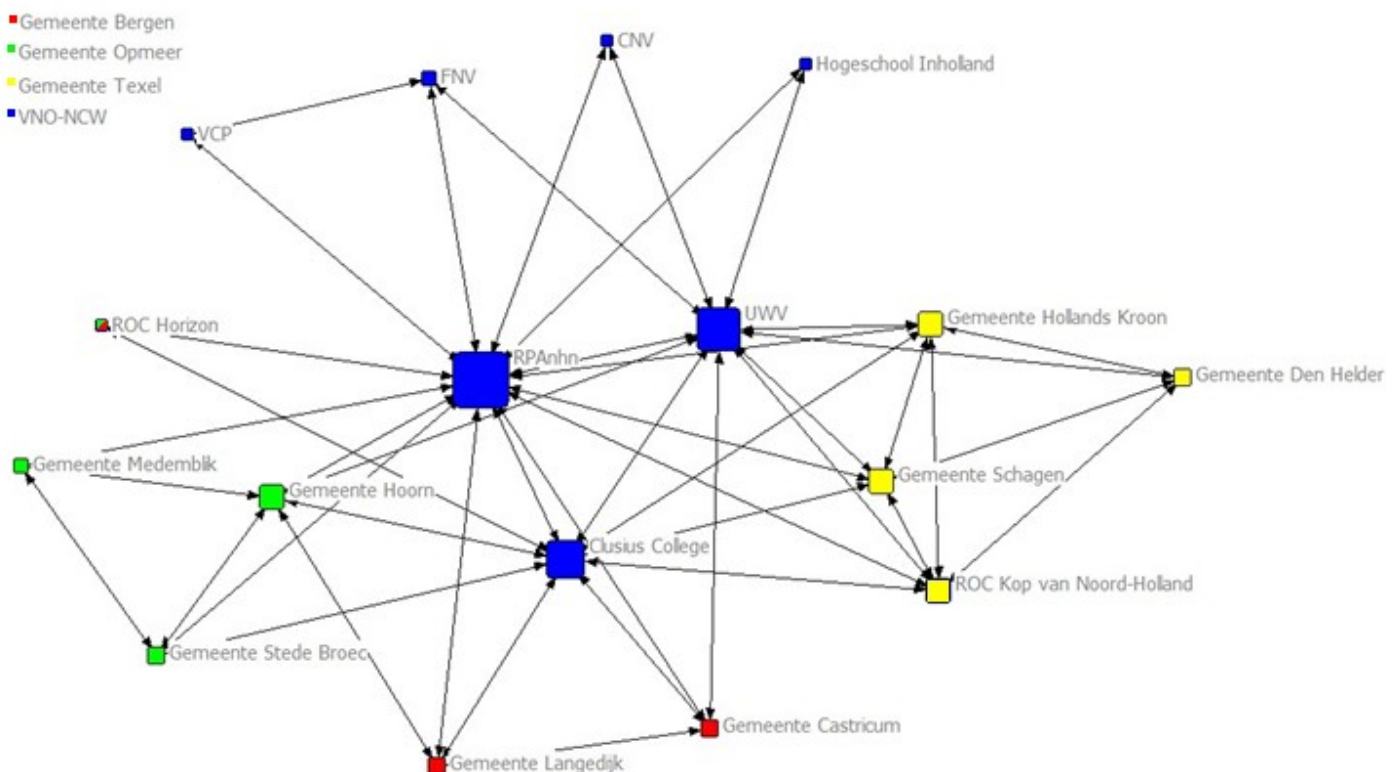 Gemeente Bergen
Gemeente Opmeer
Gemeente Texel
VNO-NCW
CNV
Hogeschool Inholland
FNV
VCP
UWV
Gemeente Hollands Kroon
ROC Horizon
RPAnhn
Gemeente Den Helder
Gemeente Medemblik
Gemeente Schagen
Gemeente Hoorn
Clusius College
ROC Kop van Noord-Holland
Gemeente Stede Broec
Gemeente Castricum
Gemeente Langedijk